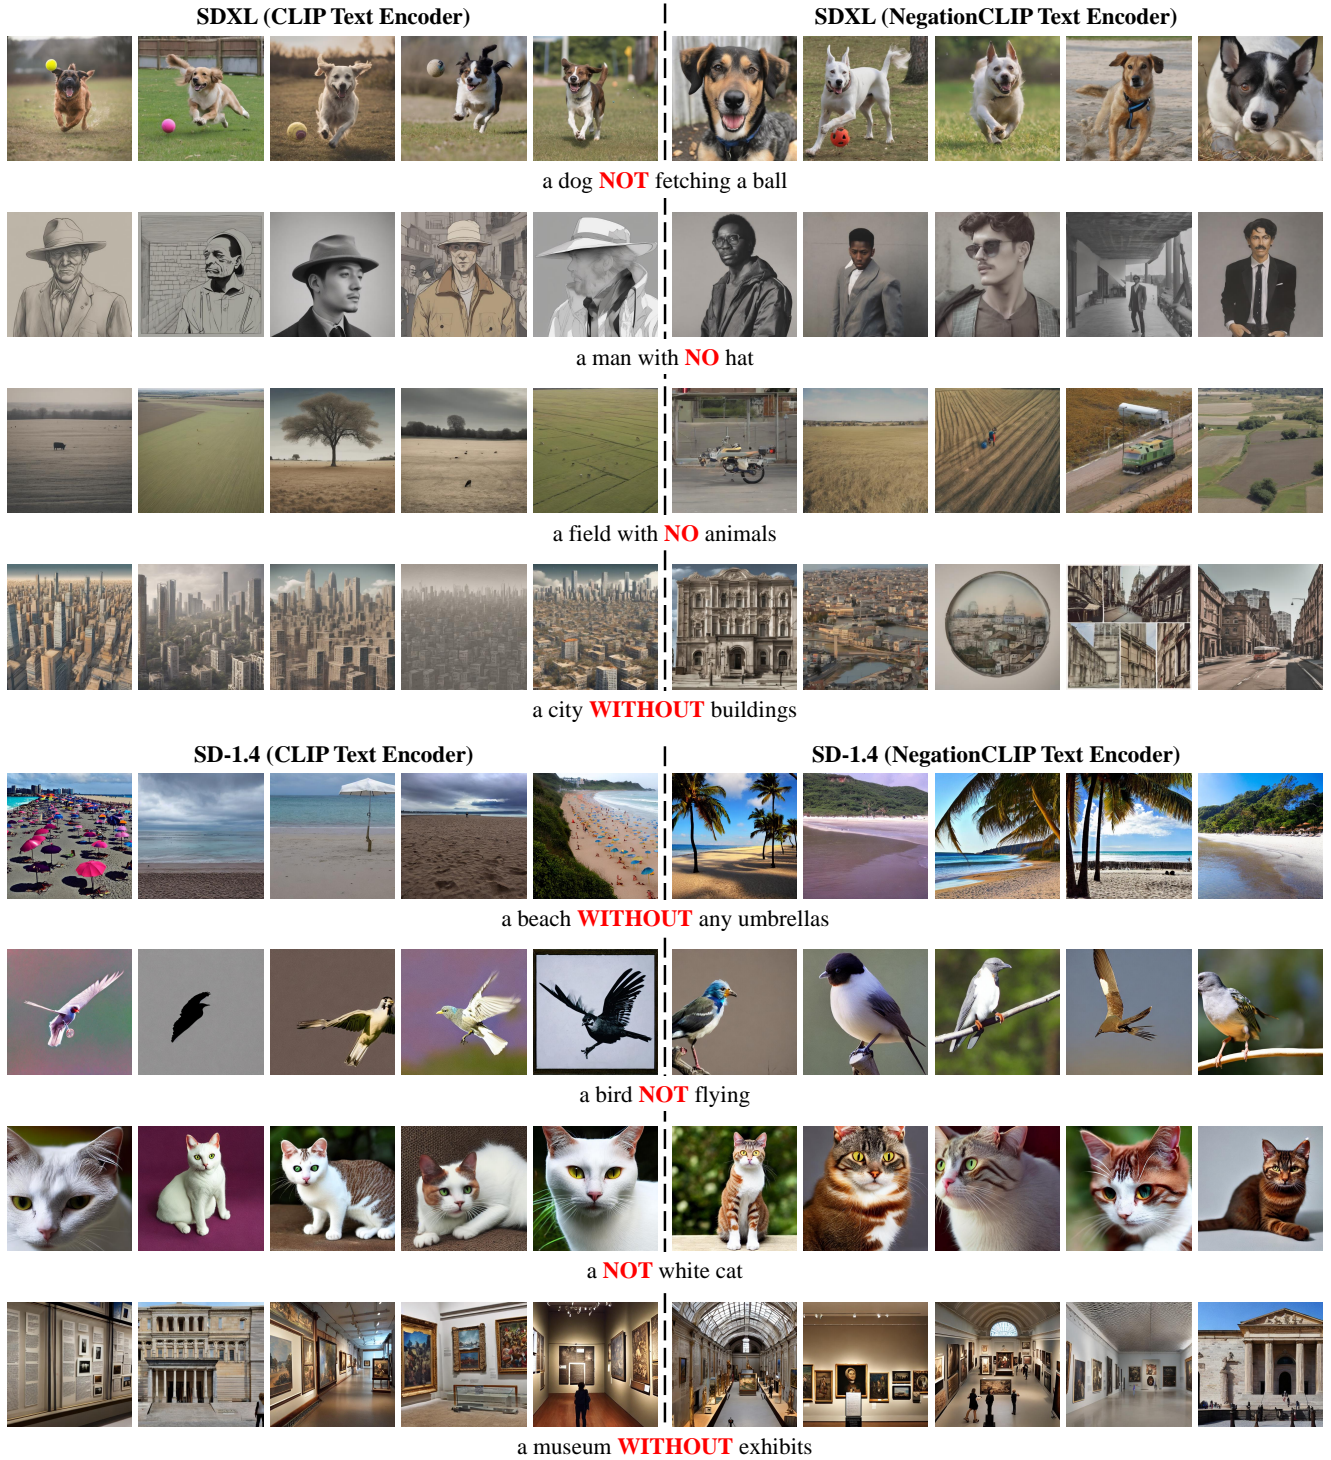 SDXL (CLIP Text Encoder)
SDXL (NegationCLIP Text Encoder)
a dog NOT fetching a ball
a man with NO hat
a field with NO animals
a city WITHOUT buildings
SD-1.4 (CLIP Text Encoder)
SD-1.4 (NegationCLIP Text Encoder)
a beach WITHOUT any umbrellas
a bird NOT flying
a NOT white cat
a museum WITHOUT exhibits